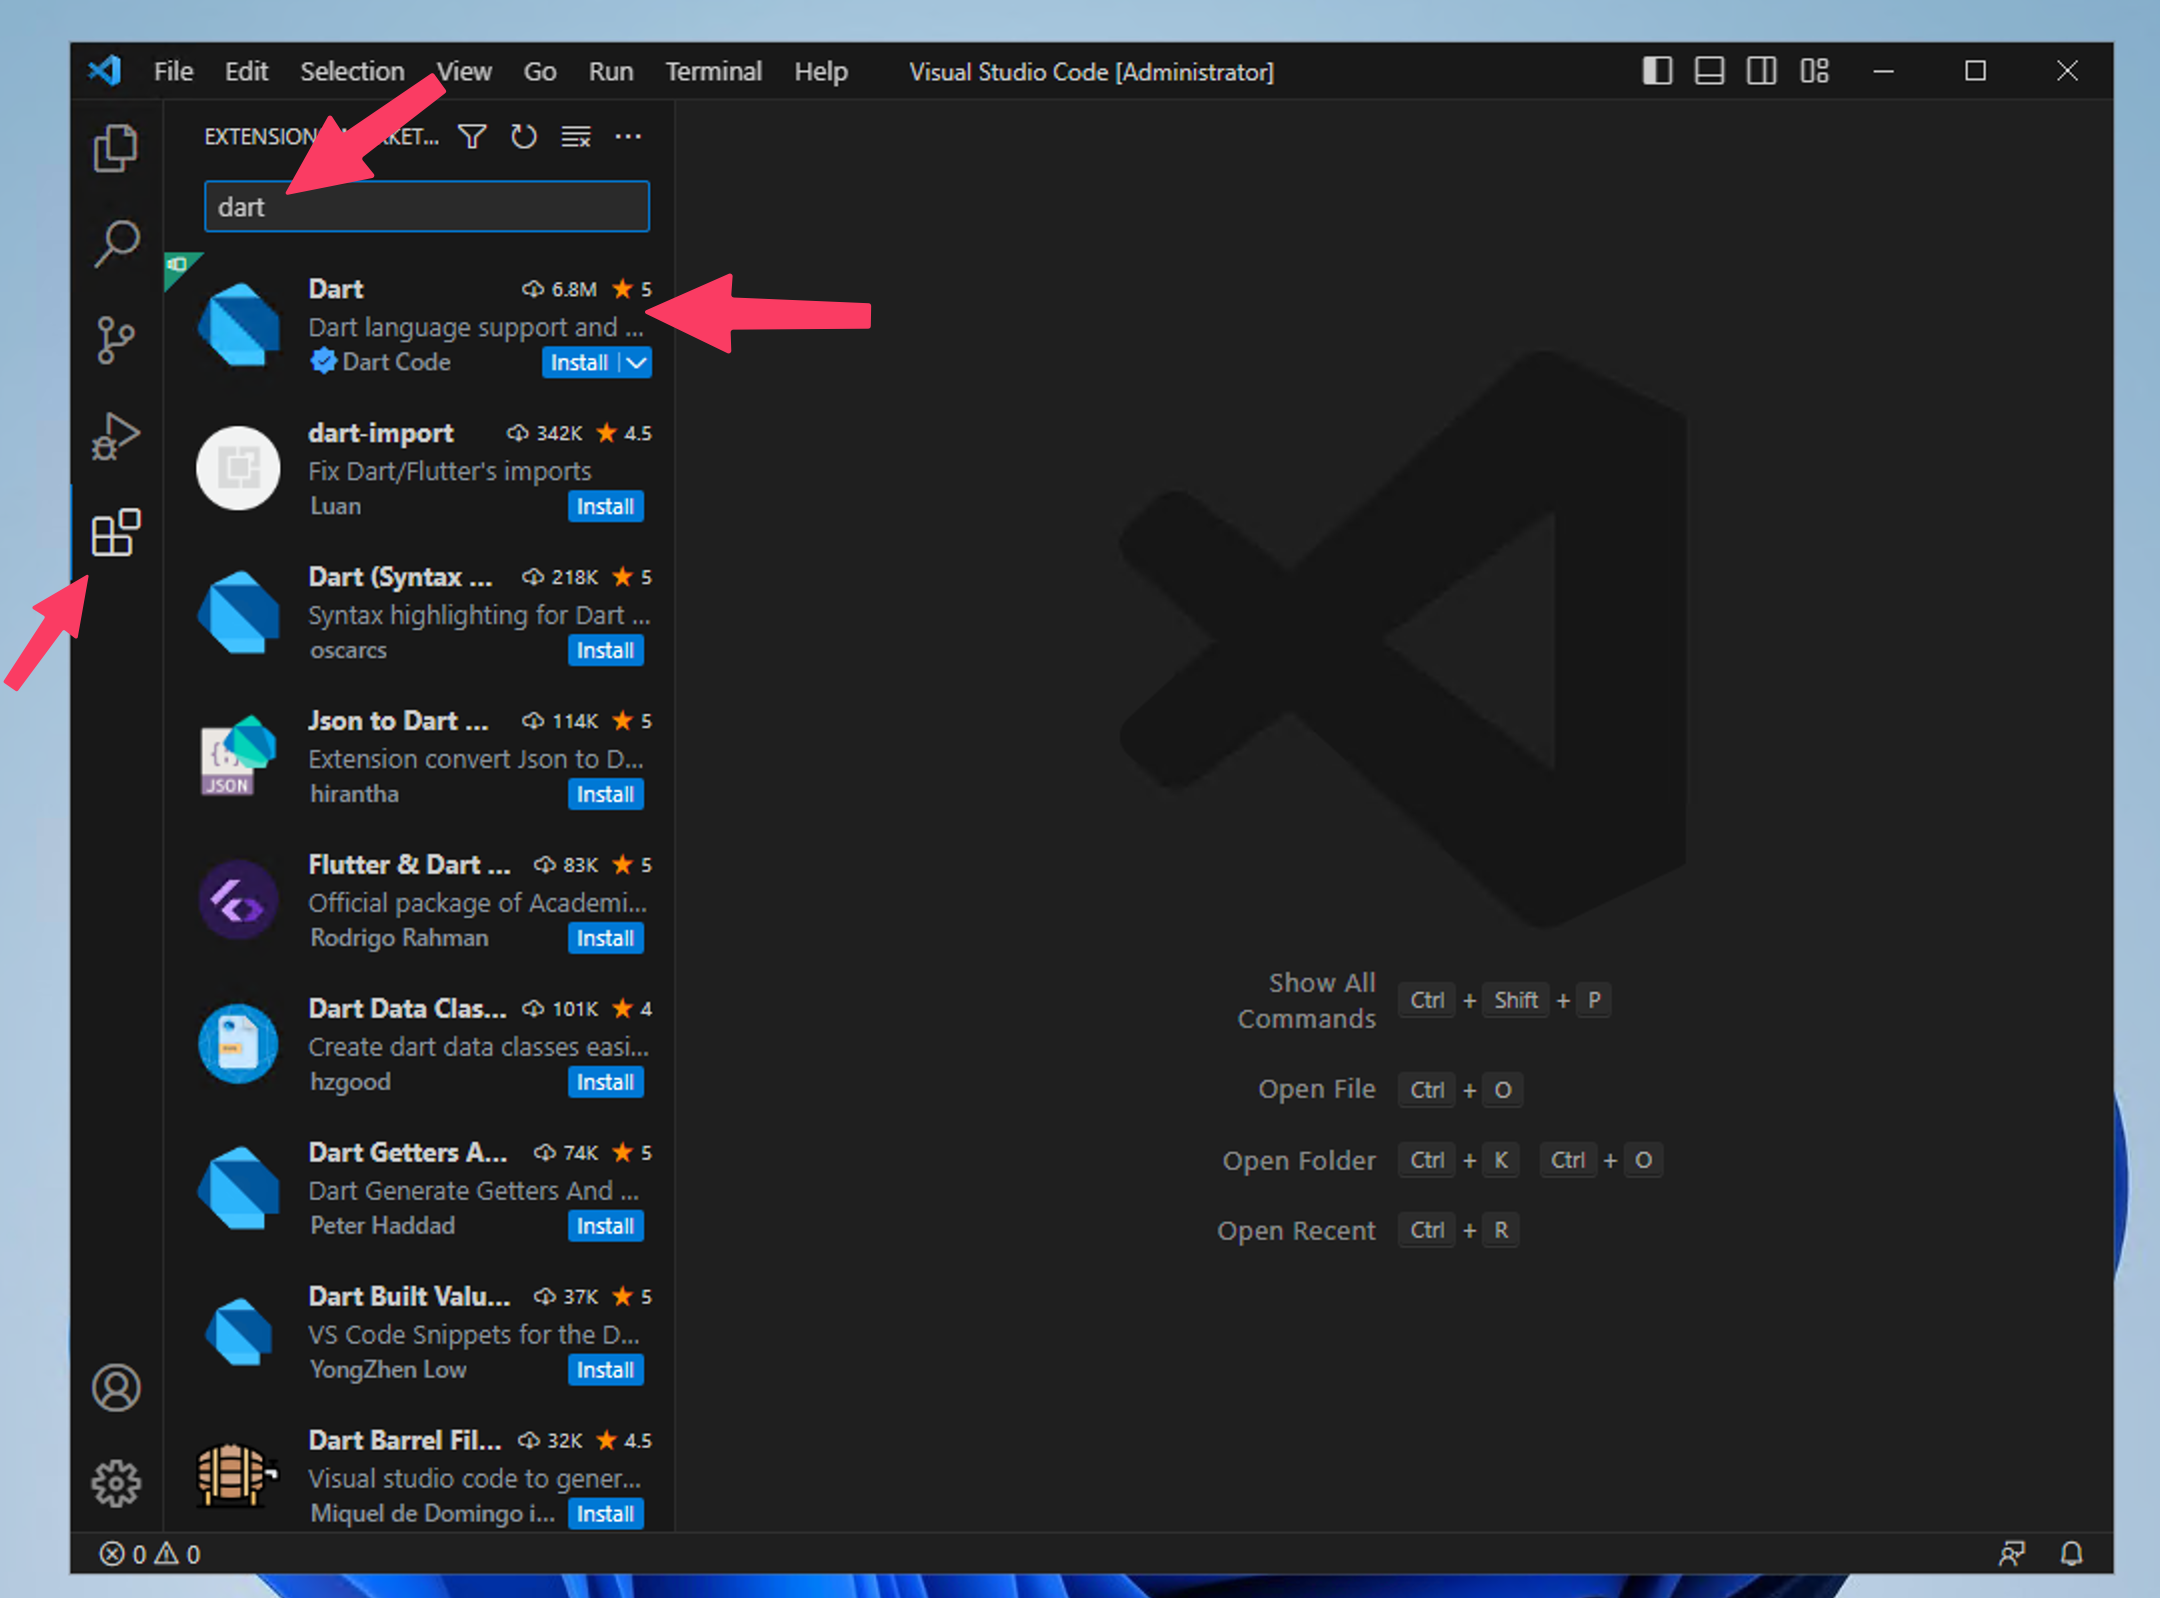 File Edit Selection View Go Run Terminal Help Visual Studio Code [Administrator]
EXTENSION KET...
dart
Dart 6.8M 5
Dart language support and ...
Dart Code Install
dart-import 342K 4.5
Fix Dart/Flutter's imports
Luan Install
Dart (Syntax ... 218K 5
Syntax highlighting for Dart ...
oscarcs Install
Json to Dart ... 114K 5
Extension convert Json to D...
hirantha Install
{;}
JSON
Flutter & Dart ... 83K 5
Official package of Academi...
Rodrigo Rahman Install
Dart Data Clas... 101K 4
Create dart data classes easi...
hzgood Install
Dart Getters A... 74K 5
Dart Generate Getters And ...
Peter Haddad Install
Dart Built Valu... 37K 5
VS Code Snippets for the D...
YongZhen Low Install
Dart Barrel Fil... 32K 4.5
Visual studio code to gener...
Miquel de Domingo i... Install
Show All
Commands Ctrl + Shift + P
Open File Ctrl + O
Open Folder Ctrl + K Ctrl + O
Open Recent Ctrl + R
0 0